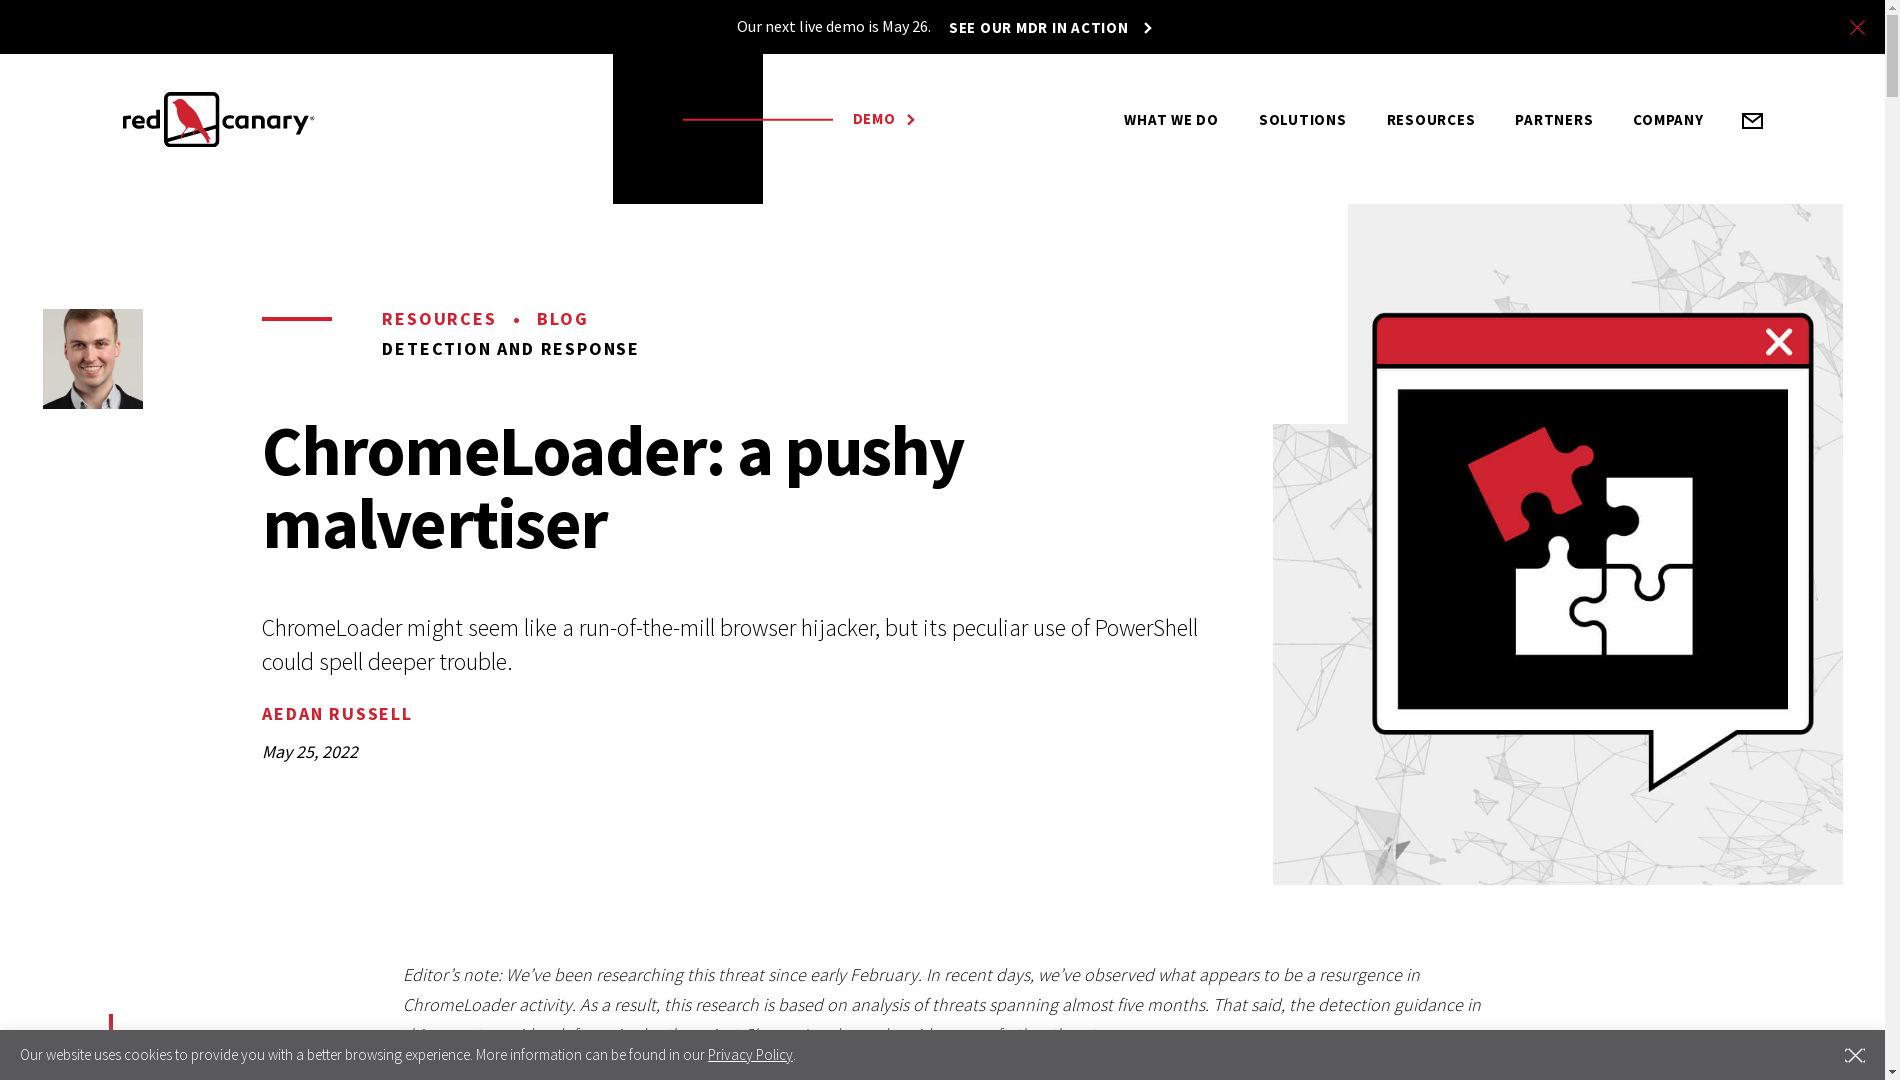 Our next live demo is May 26. SEE OUR MDR IN ACTION
red canary®
DEMO
WHAT WE DO SOLUTIONS RESOURCES PARTNERS COMPANY
RESOURCES • BLOG
DETECTION AND RESPONSE
ChromeLoader: a pushy
malvertiser
ChromeLoader might seem like a run-of-the-mill browser hijacker, but its peculiar use of PowerShell
could spell deeper trouble.
AEDAN RUSSELL
May 25, 2022
Editor’s note: We’ve been researching this threat since early February. In recent days, we’ve observed what appears to be a resurgence in
ChromeLoader activity. As a result, this research is based on analysis of threats spanning almost five months. That said, the detection guidance in
Our website uses cookies to provide you with a better browsing experience. More information can be found in our Privacy Policy.